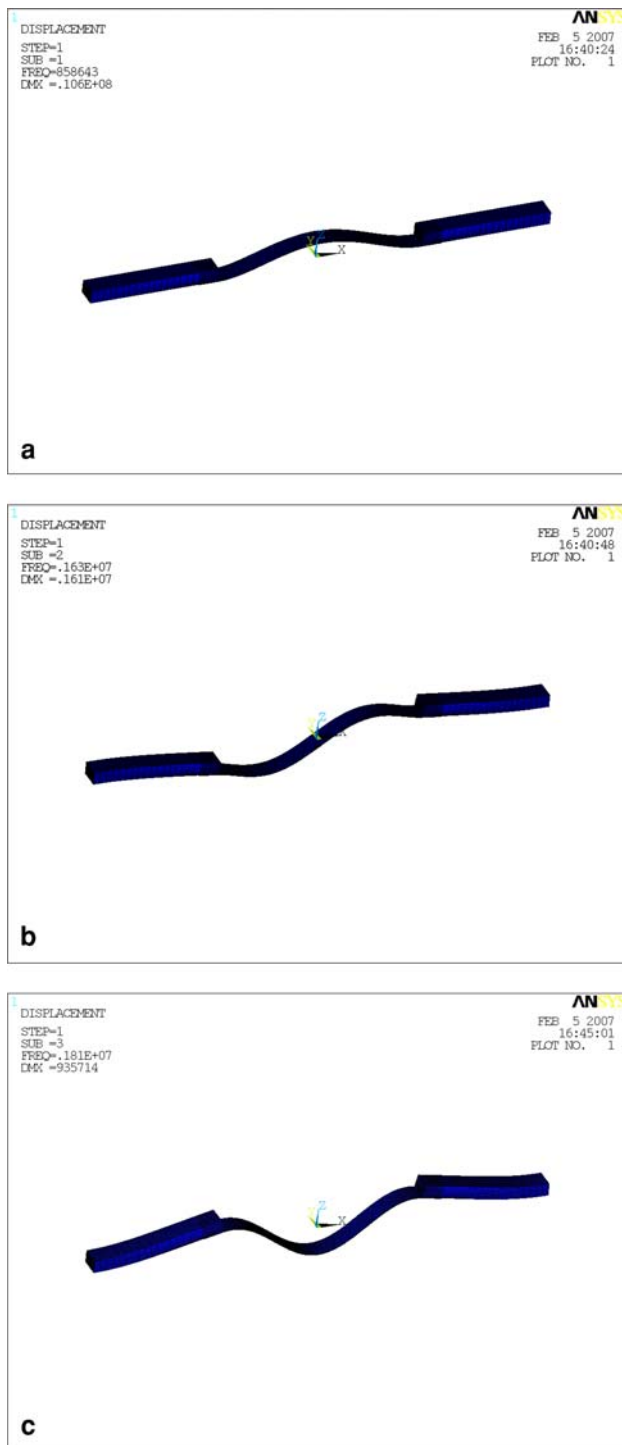 1
ANSYS
DISPLACEMENT
STEP=1
SUB =1
FREQ=858643
DMX =.106E+08
FEB 5 2007
16:40:24
PLOT NO. 1
Z
Y
X
a
1
ANSYS
DISPLACEMENT
STEP=1
SUB =2
FREQ=.163E+07
DMX =.161E+07
FEB 5 2007
16:40:48
PLOT NO. 1
Z
X
b
1
ANSYS
DISPLACEMENT
STEP=1
SUB =3
FREQ=.181E+07
DMX =935714
FEB 5 2007
16:45:01
PLOT NO. 1
Z
X
c